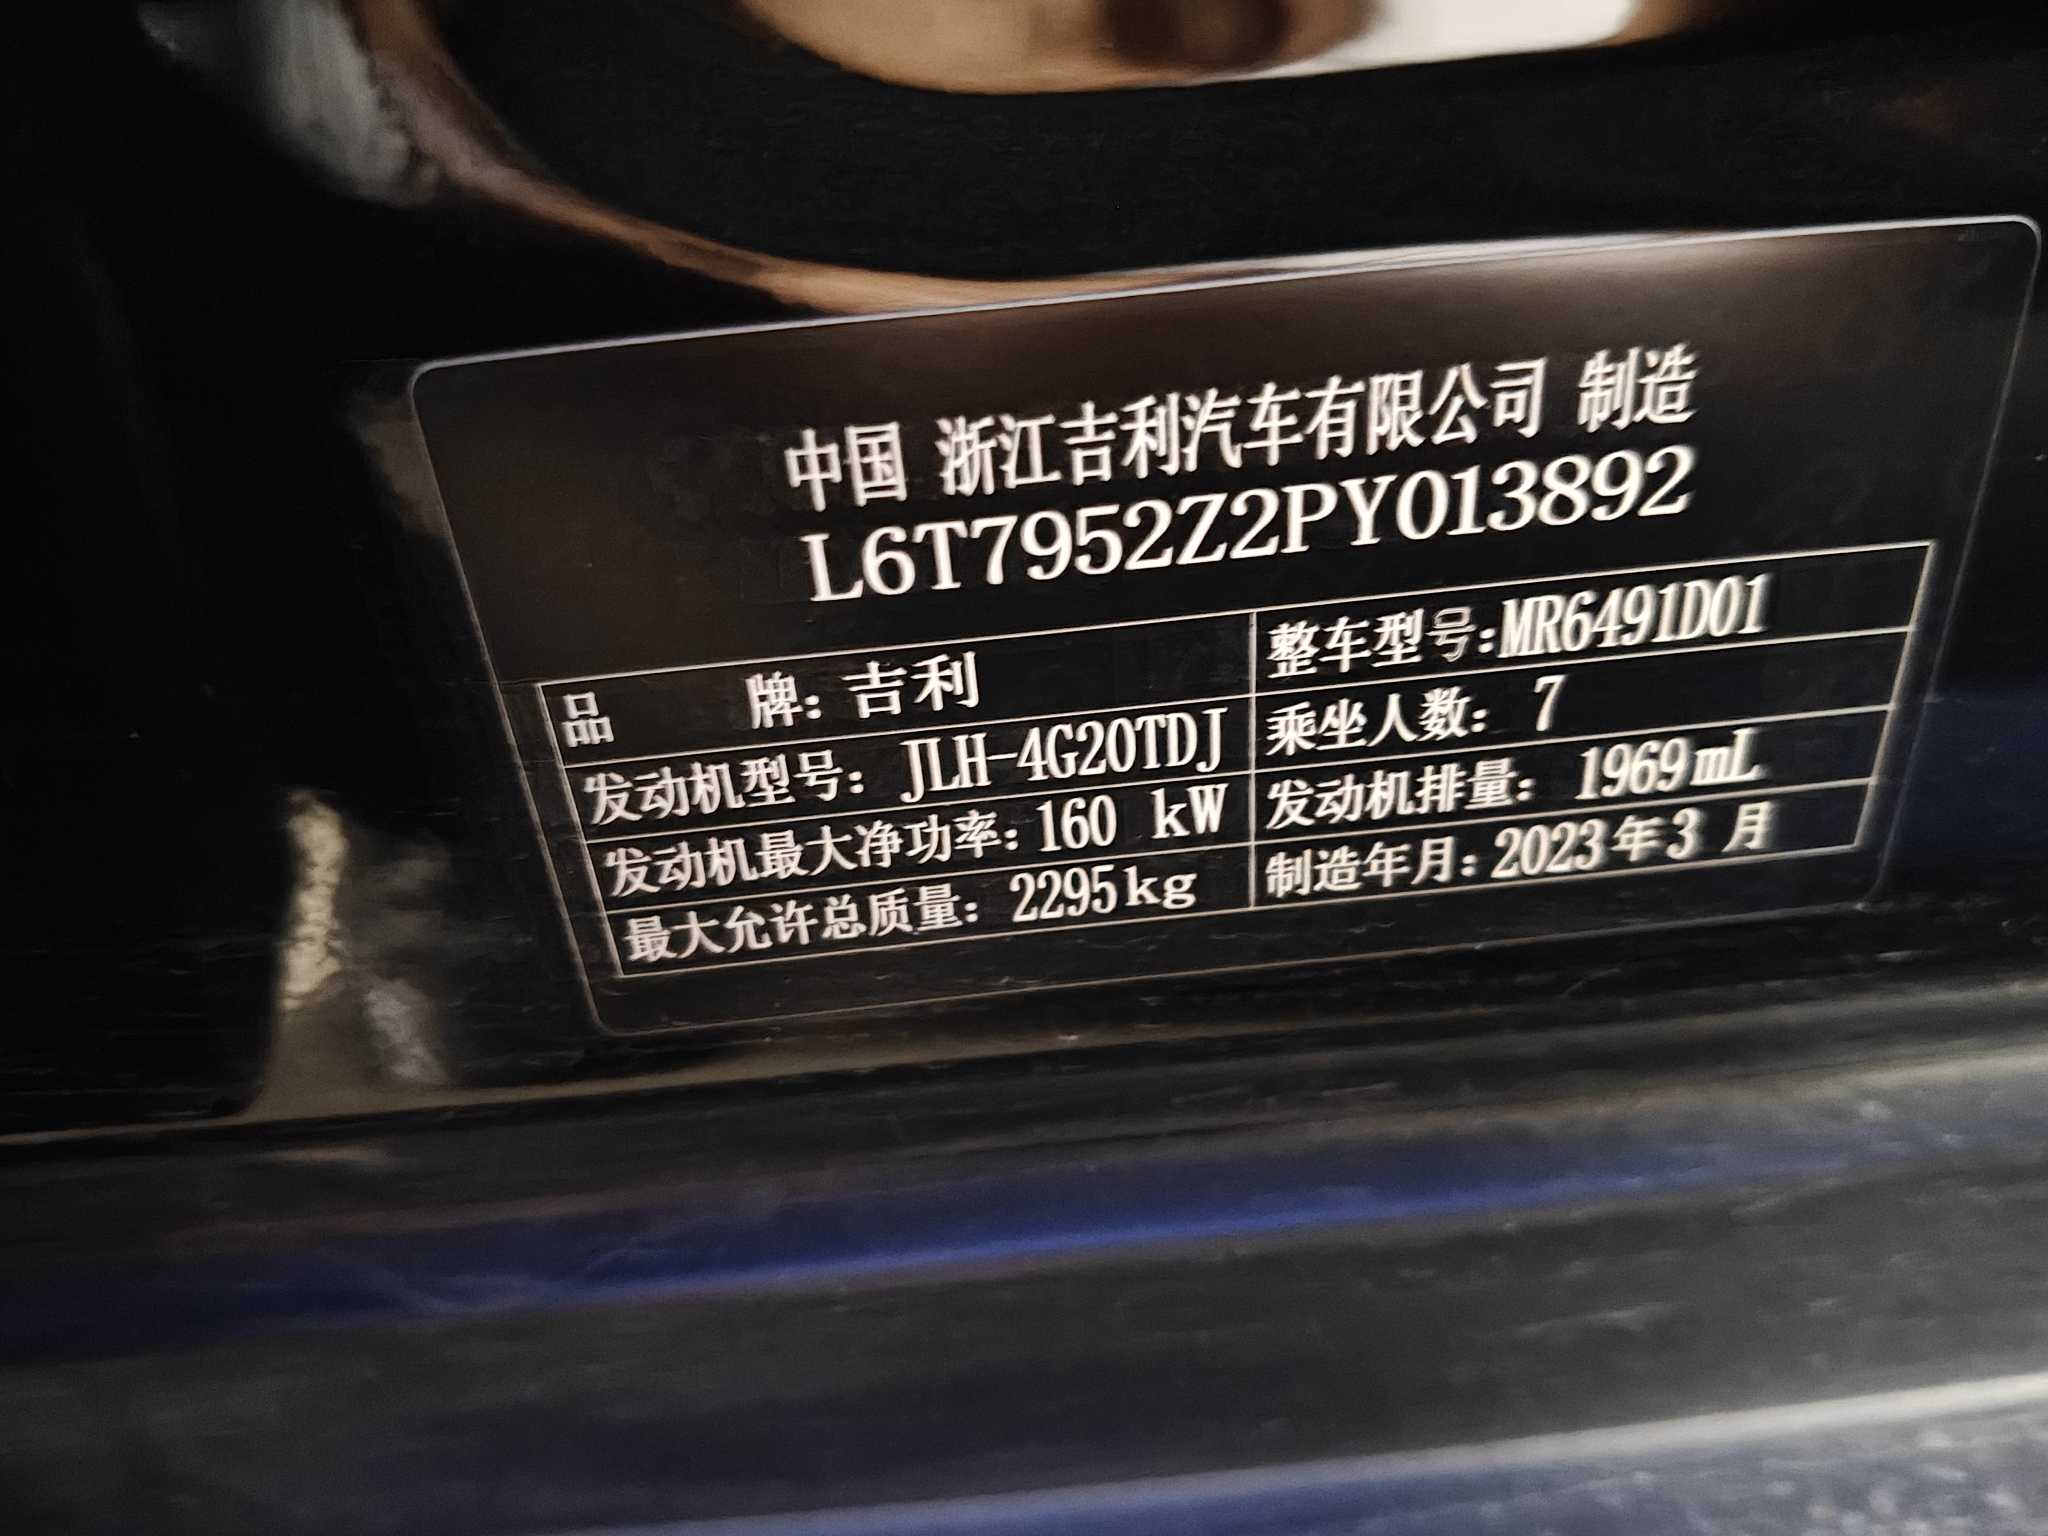 中国 浙江吉利汽车有限公司 制造
L6T7952Z2PY013892
品 牌: 吉利 整车型号:MR6491D01
发动机型号: JLH-4G20TDJ 乘坐人数: 7
发动机最大净功率:160 kW 发动机排量: 1969mL
最大允许总质量: 2295kg 制造年月:2023年3 月